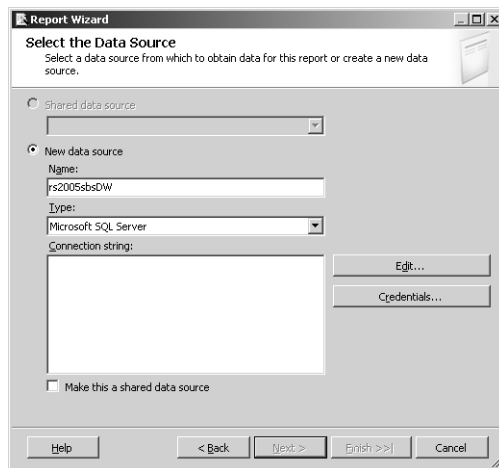 Report Wizard
Select the Data Source
Select a data source from which to obtain data for this report or create a new data
source.
Shared data source
New data source
Name:
rs2005sbsDW
Type:
Microsoft SQL Server
Connection string:
Edit...
Credentials...
Make this a shared data source
Help
< Back
Next >
Finish >>|
Cancel